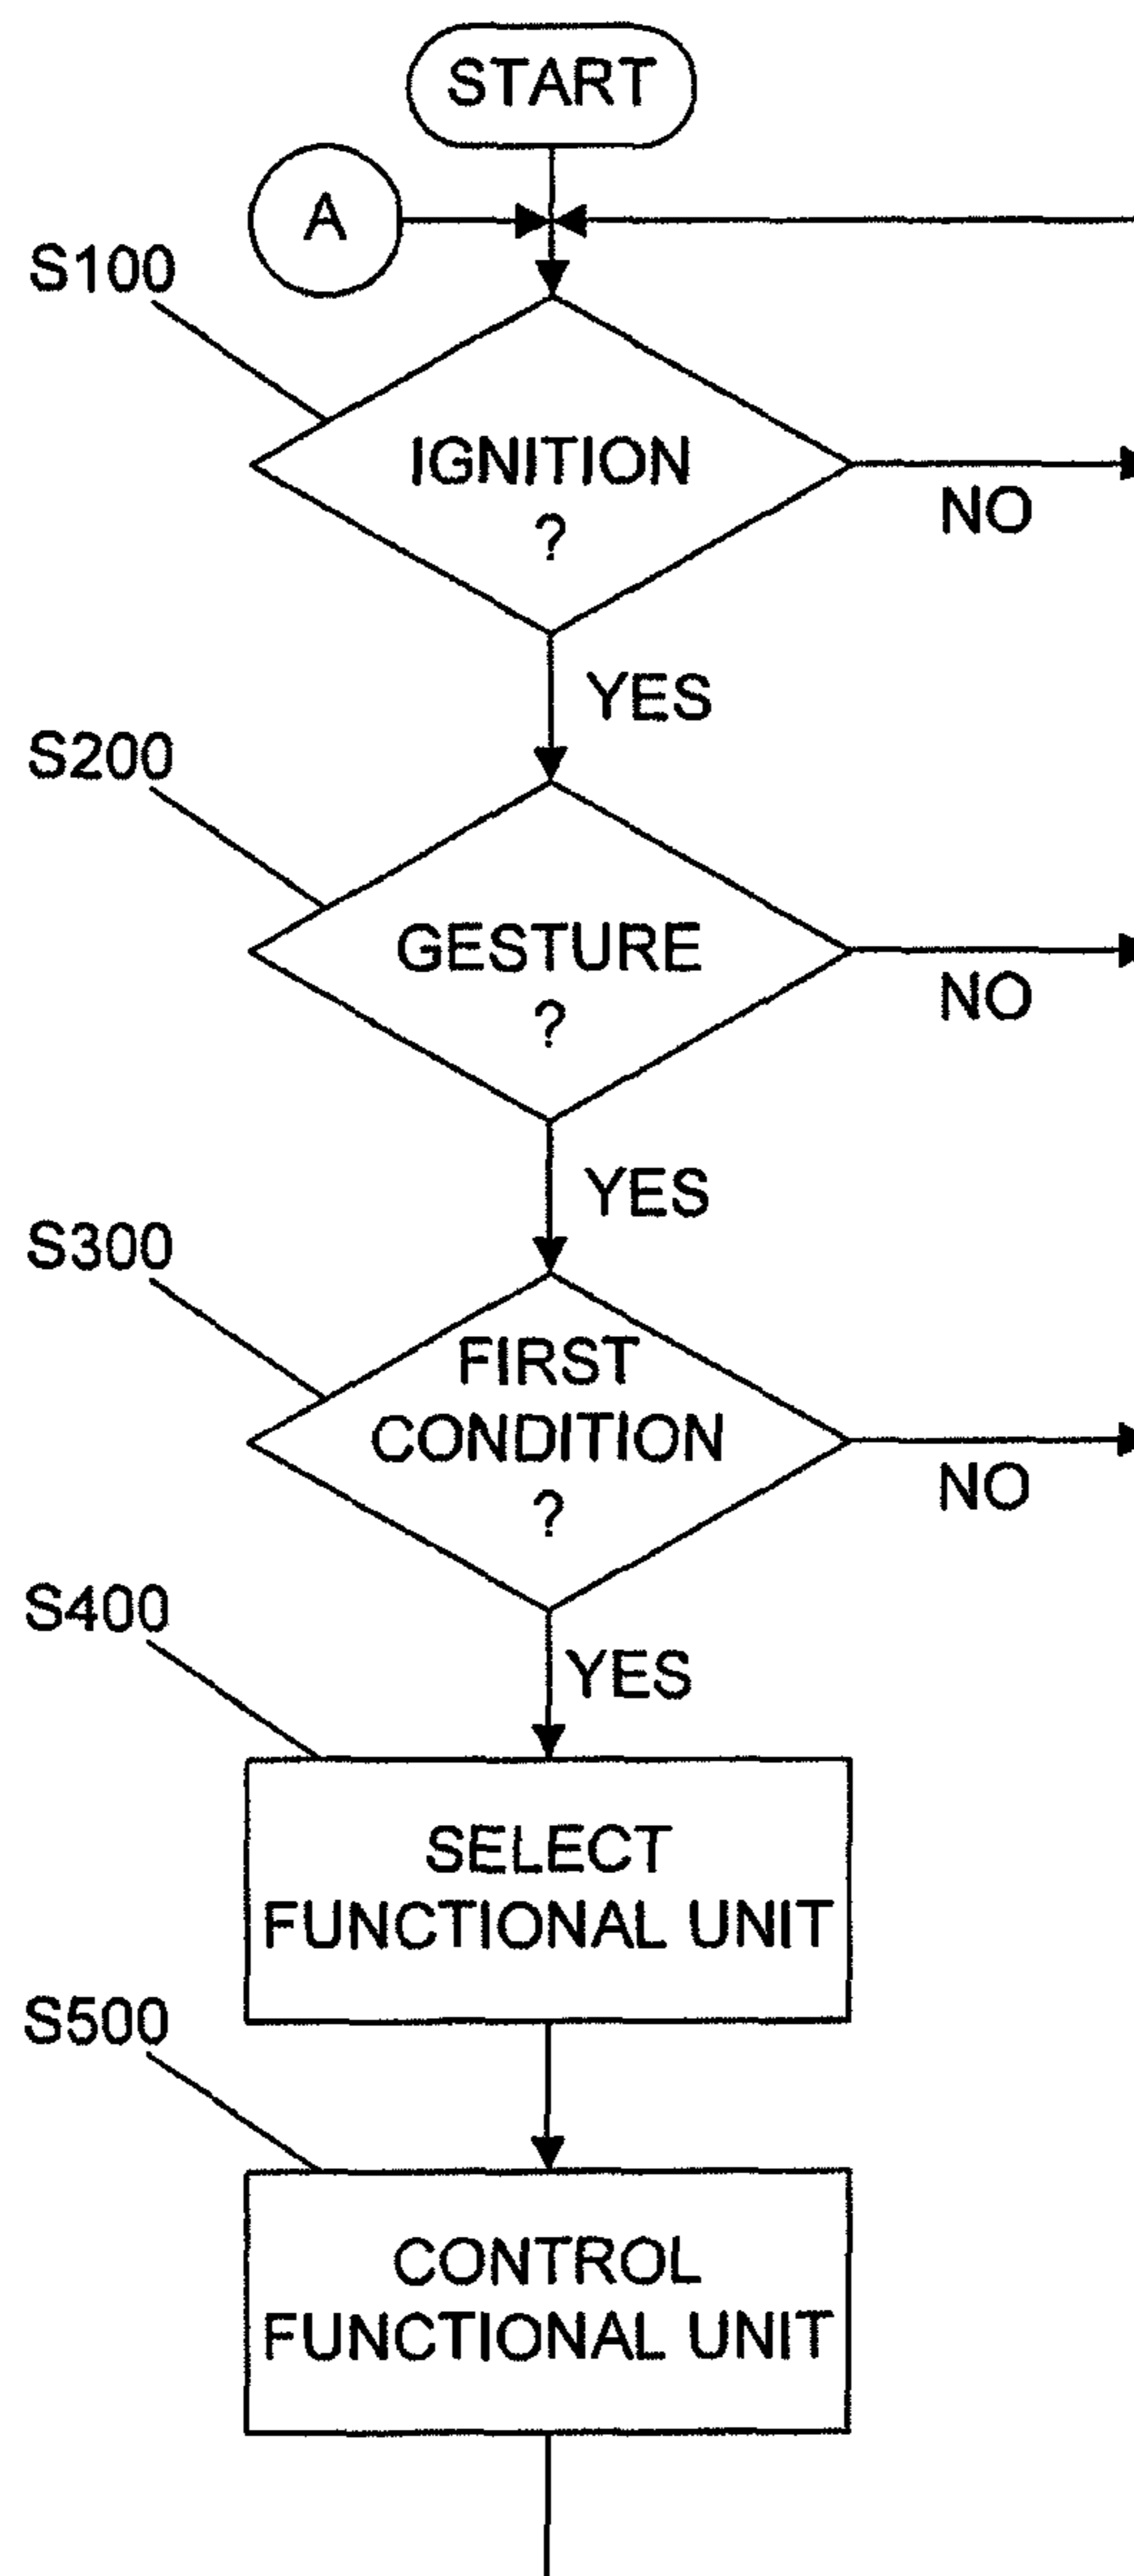 START
A
S100
IGNITION
?
NO
YES
S200
GESTURE
?
NO
YES
S300
FIRST
CONDITION
?
NO
S400
YES
SELECT
FUNCTIONAL UNIT
S500
CONTROL
FUNCTIONAL UNIT